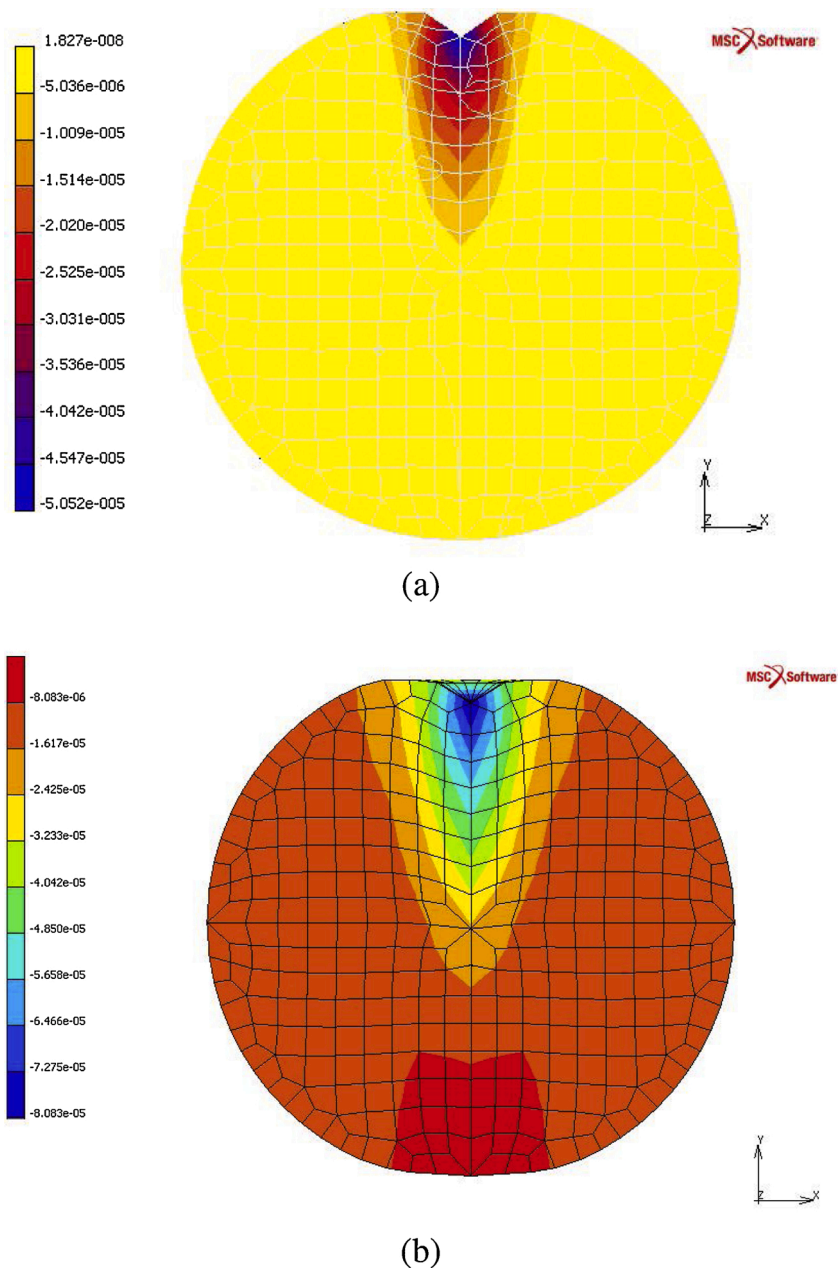 1.827e-008
-5.036e-006
-1.009e-005
-1.514e-005
-2.020e-005
-2.525e-005
-3.031e-005
-3.536e-005
-4.042e-005
-4.547e-005
-5.052e-005
MSC Software
Y
Z X
(a)
MSC Software
-8.083e-06
-1.617e-05
-2.425e-05
-3.233e-05
-4.042e-05
-4.850e-05
-5.658e-05
-6.466e-05
-7.275e-05
-8.083e-05
Y
Z X
(b)